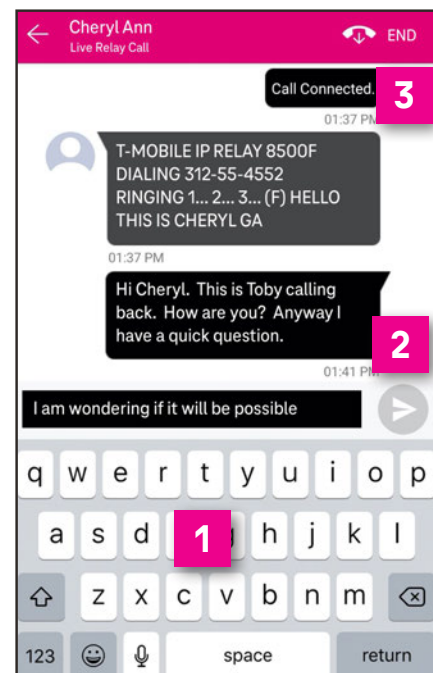 Cheryl Ann
Live Relay Call
END
Call Connected.
3
01:37 PM
T-MOBILE IP RELAY 8500F
DIALING 312-55-4552
RINGING 1... 2... 3... (F) HELLO
THIS IS CHERYL GA
01:37 PM
Hi Cheryl.  This is Toby calling
back.  How are you?  Anyway I
have a quick question.
2
01:41 PM
I am wondering if it will be possible
q w e r t y u i o p
a s d 1 h j k l
z x c v b n m
123 space return